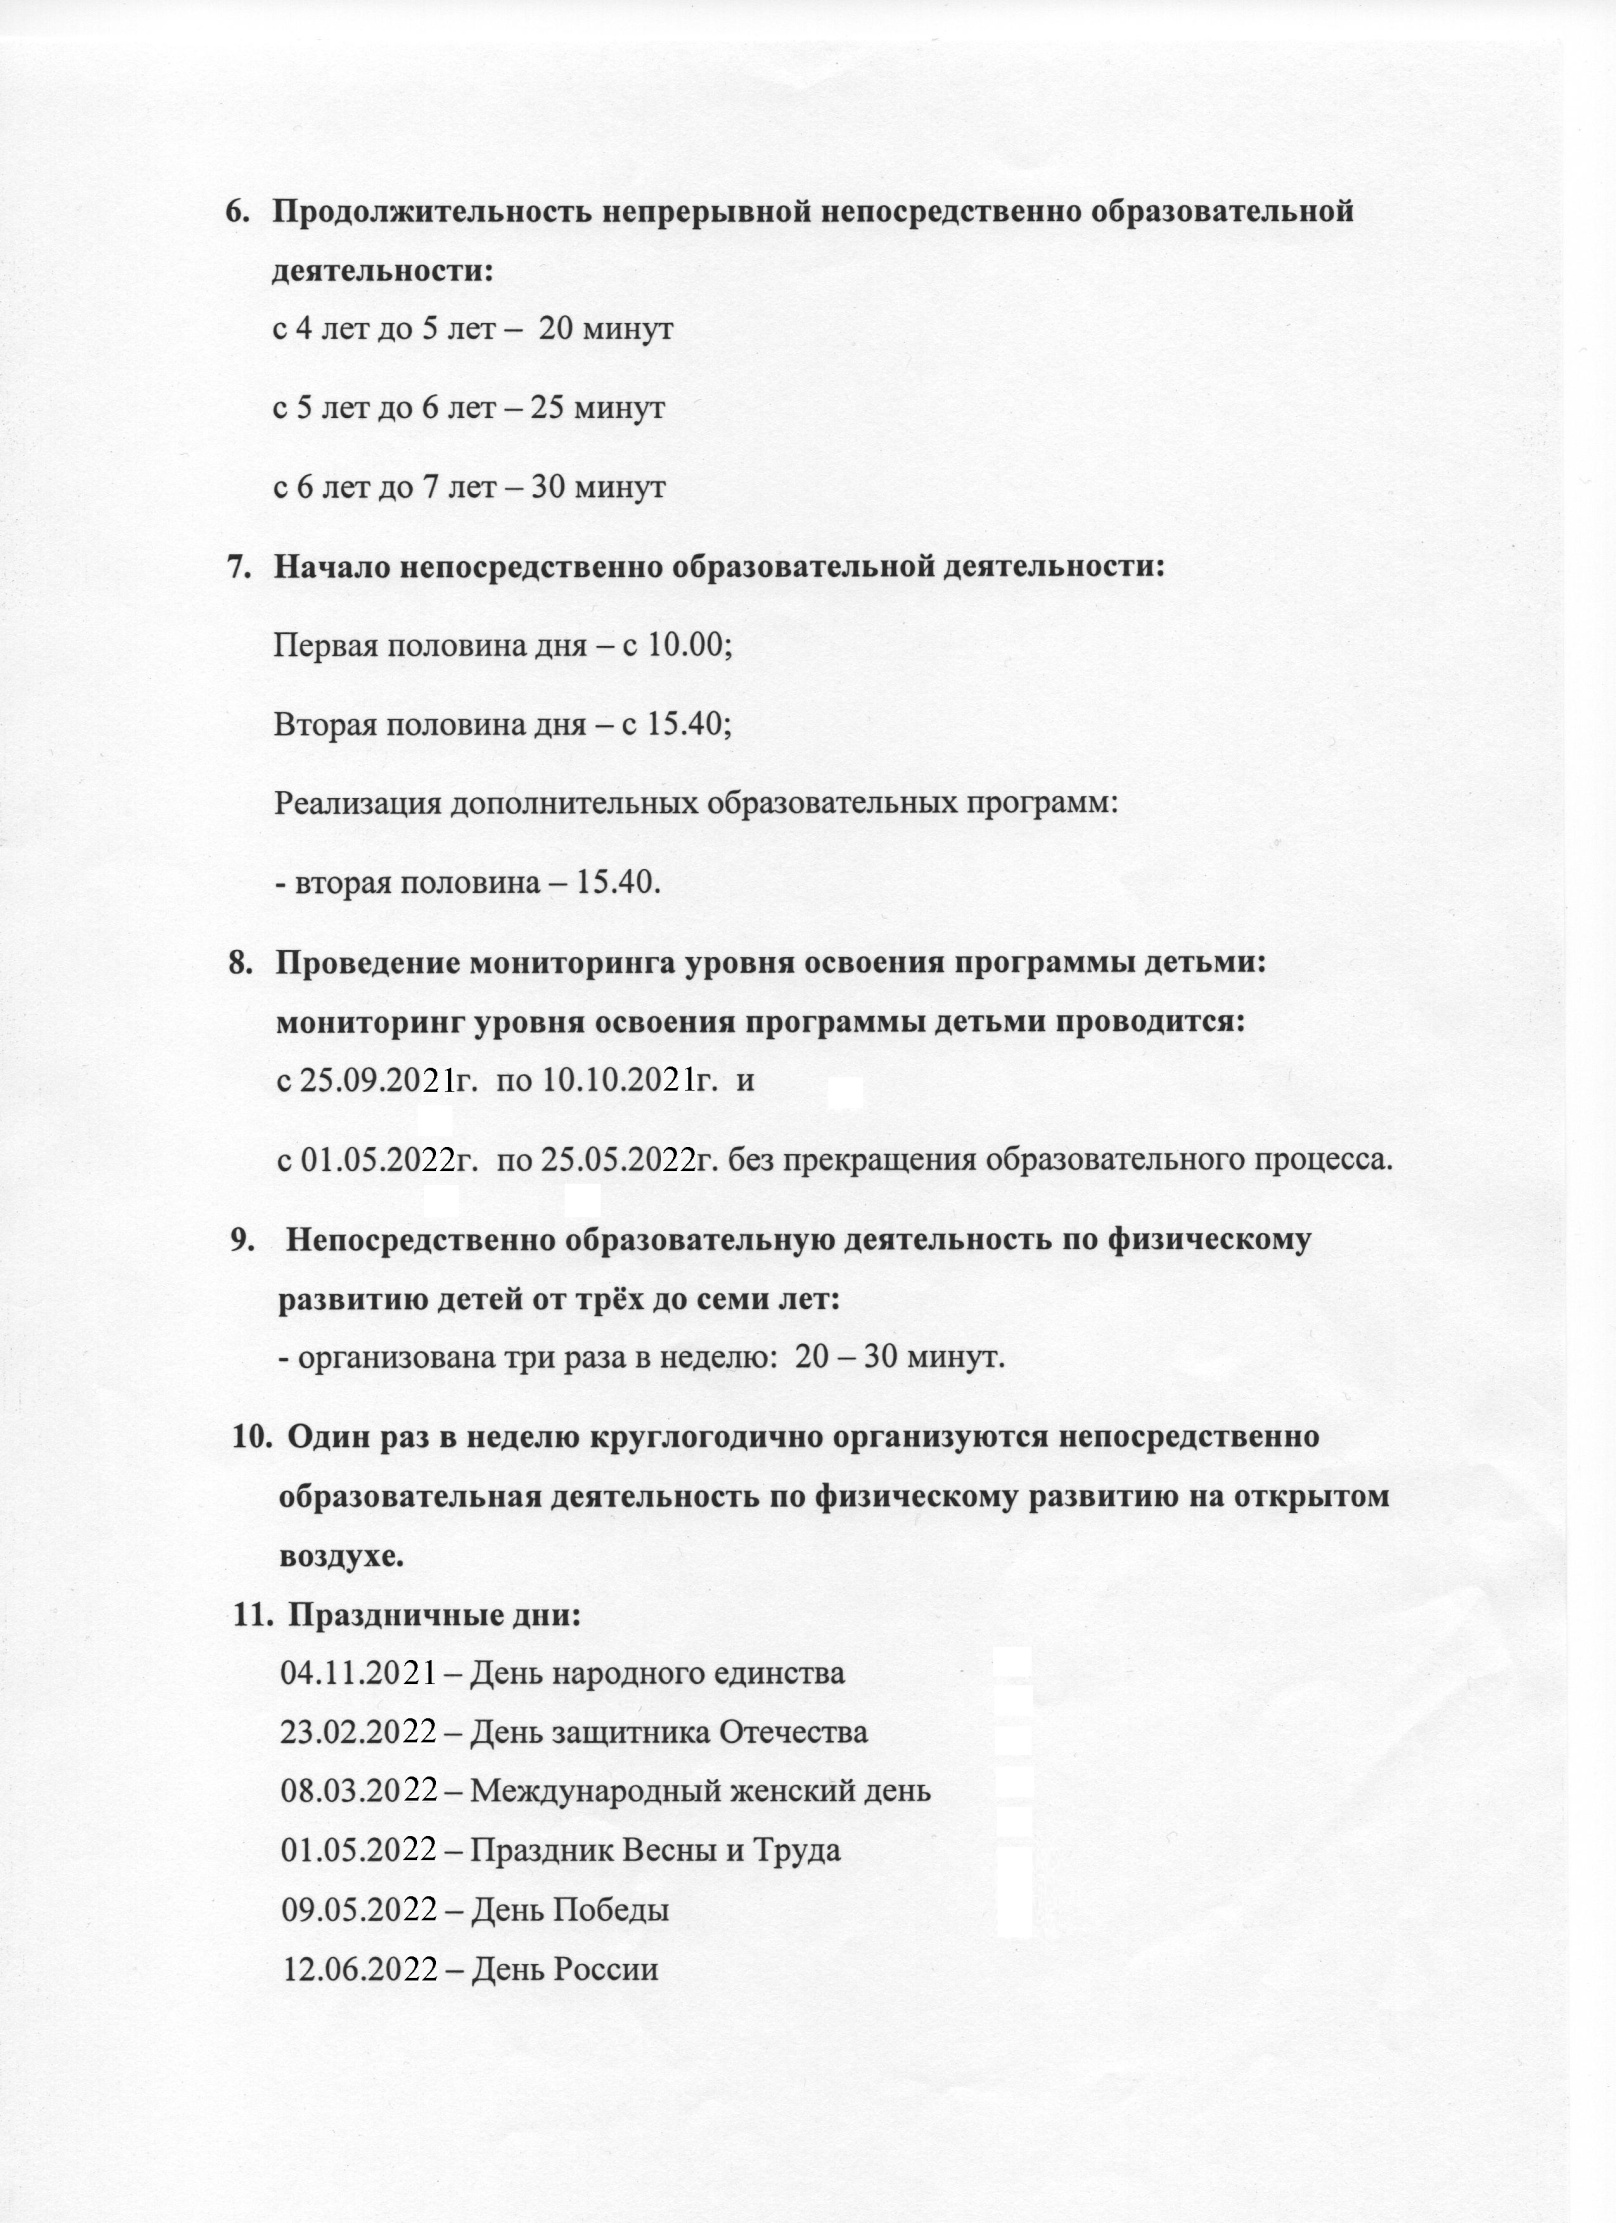 6. Продолжительность непрерывной непосредственно образовательной
деятельности:
с 4 лет до 5 лет –  20 минут
с 5 лет до 6 лет – 25 минут
с 6 лет до 7 лет – 30 минут
7. Начало непосредственно образовательной деятельности:
Первая половина дня – с 10.00;
Вторая половина дня – с 15.40;
Реализация дополнительных образовательных программ:
- вторая половина – 15.40.
8. Проведение мониторинга уровня освоения программы детьми:
мониторинг уровня освоения программы детьми проводится:
с 25.09.2021г.  по 10.10.2021г.  и
с 01.05.2022г.  по 25.05.2022г. без прекращения образовательного процесса.
9. Непосредственно образовательную деятельность по физическому
развитию детей от трёх до семи лет:
- организована три раза в неделю:  20 – 30 минут.
10. Один раз в неделю круглогодично организуются непосредственно
образовательная деятельность по физическому развитию на открытом
воздухе.
11. Праздничные дни:
04.11.2021 – День народного единства
23.02.2022 – День защитника Отечества
08.03.2022 – Международный женский день
01.05.2022 – Праздник Весны и Труда
09.05.2022 – День Победы
12.06.2022 – День России